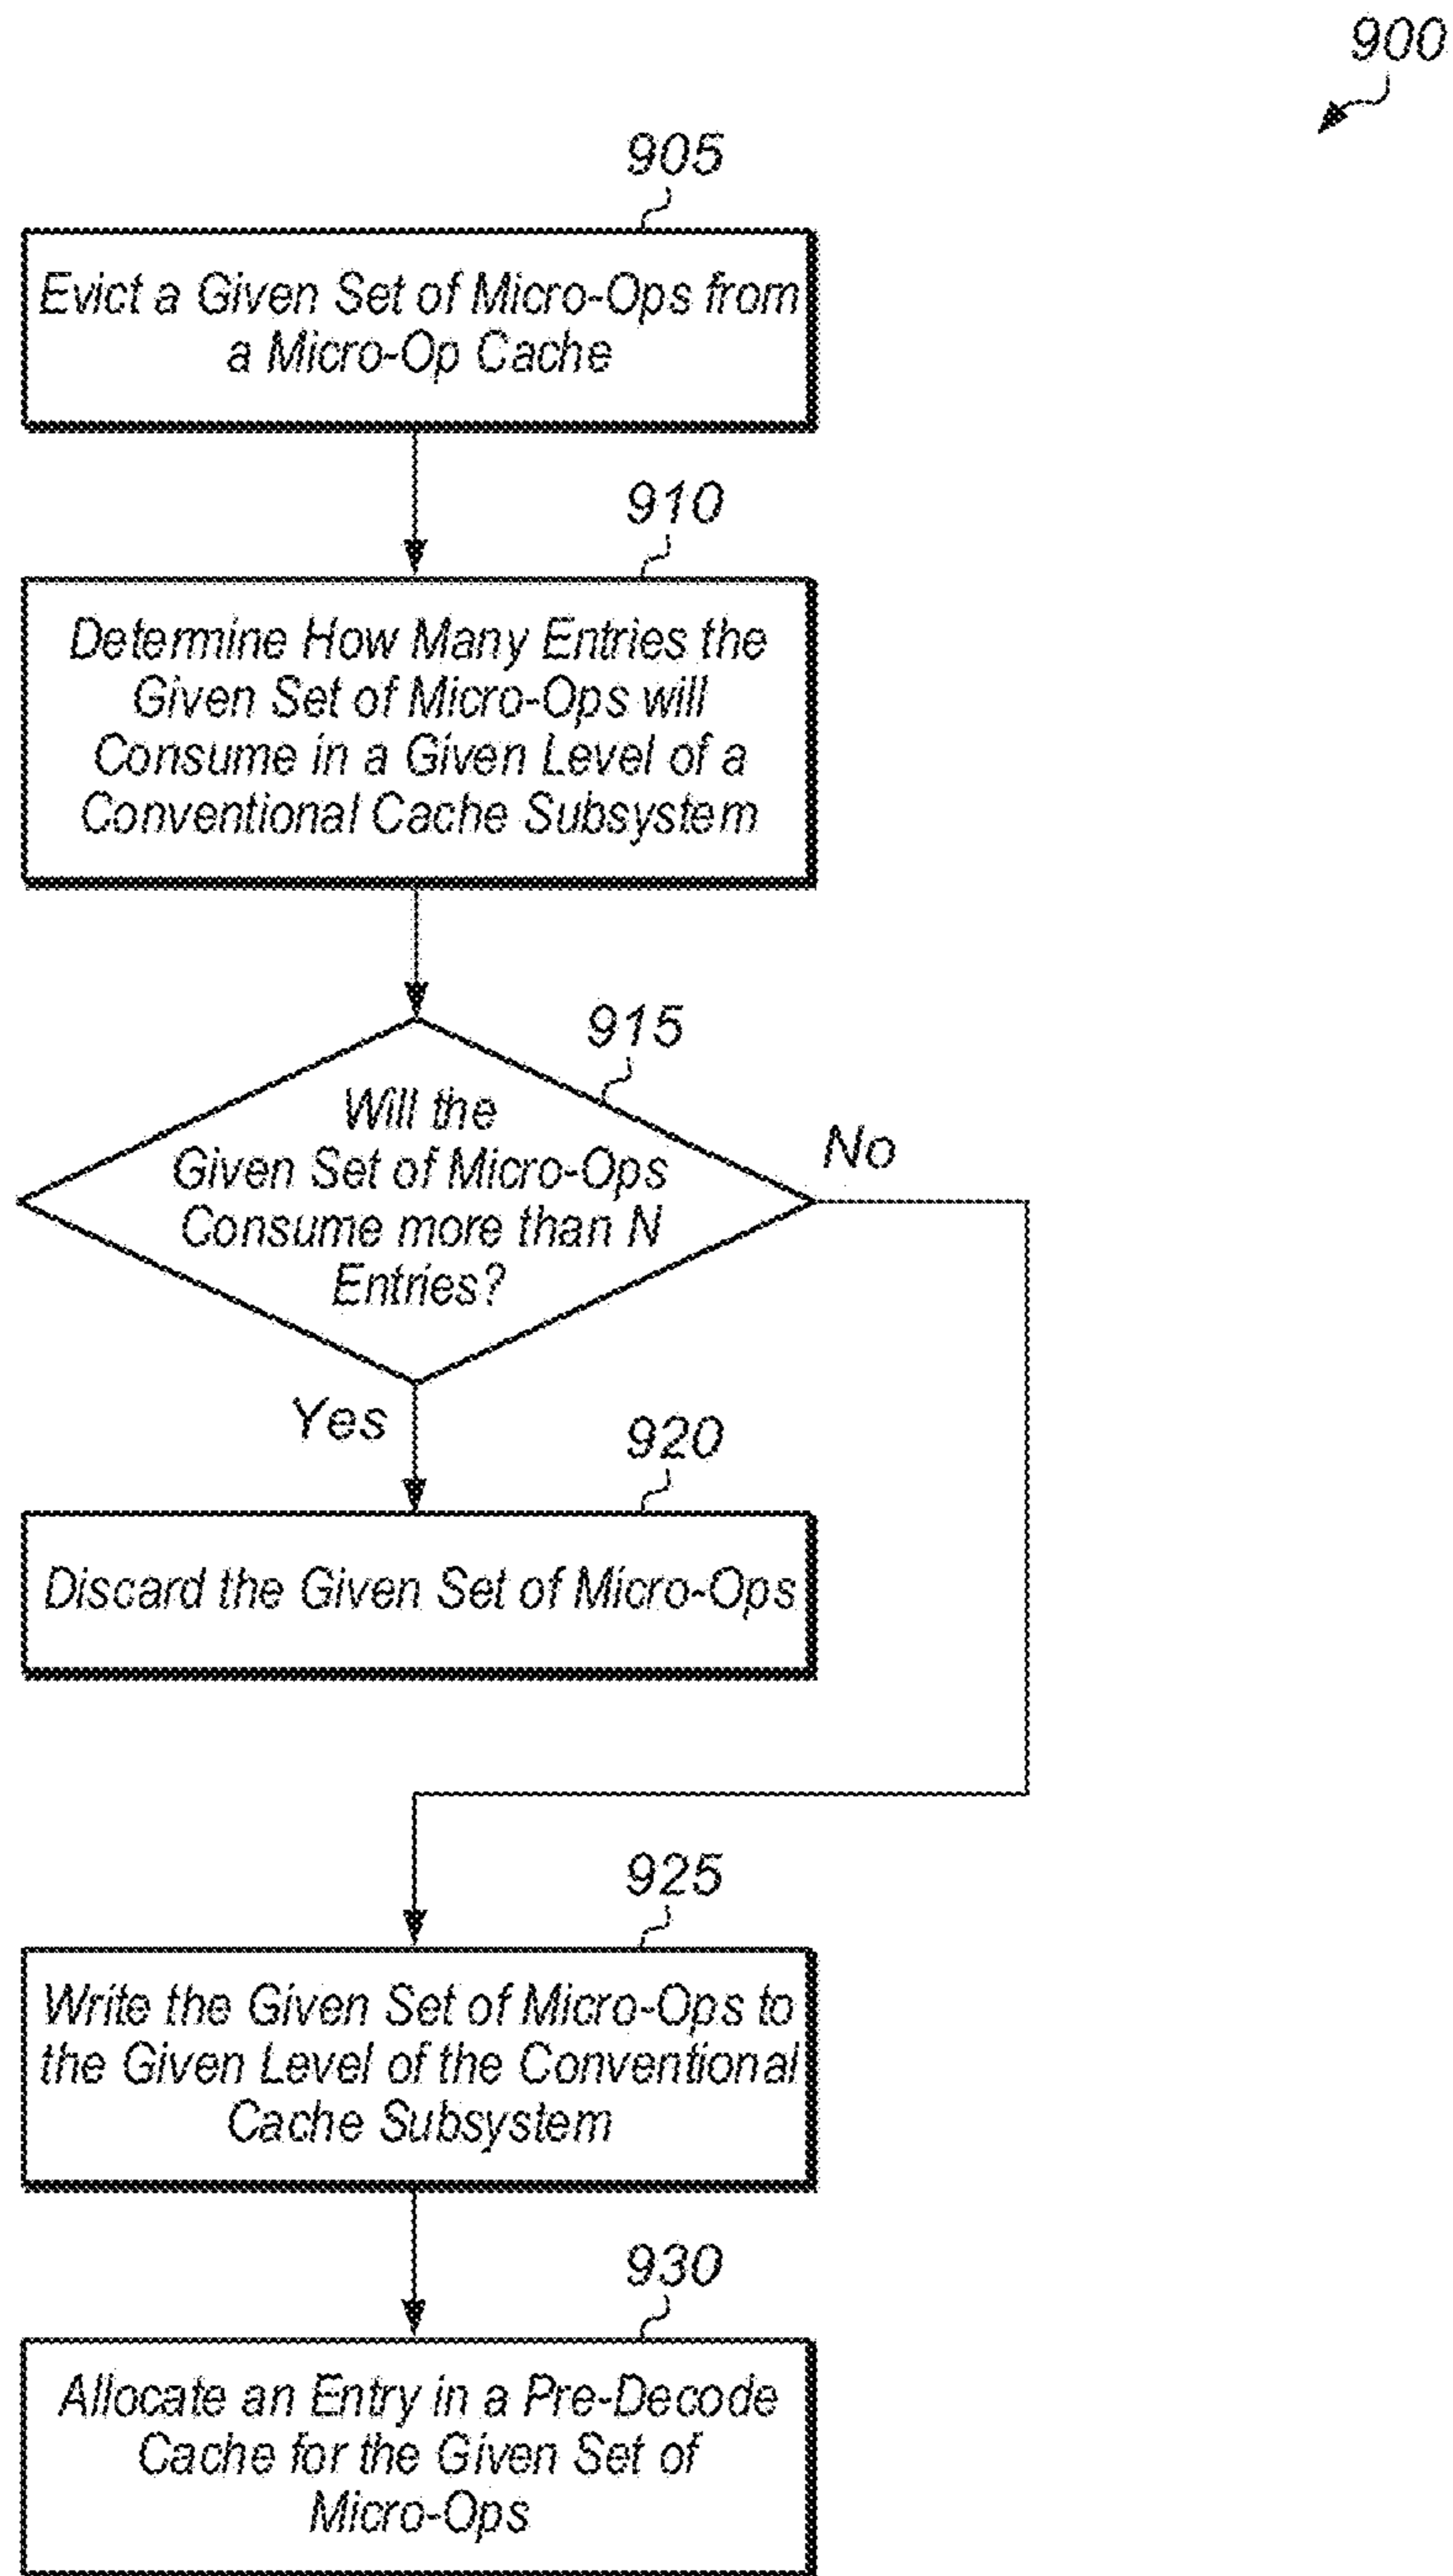 900
905
Evict a Given Set of Micro-Ops from
a Micro-Op Cache
910
Determine How Many Entries the
Given Set of Micro-Ops will
Consume in a Given Level of a
Conventional Cache Subsystem
915
Will the
Given Set of Micro-Ops
Consume more than N
Entries?
No
Yes
920
Discard the Given Set of Micro-Ops
925
Write the Given Set of Micro-Ops to
the Given Level of the Conventional
Cache Subsystem
930
Allocate an Entry in a Pre-Decode
Cache for the Given Set of
Micro-Ops